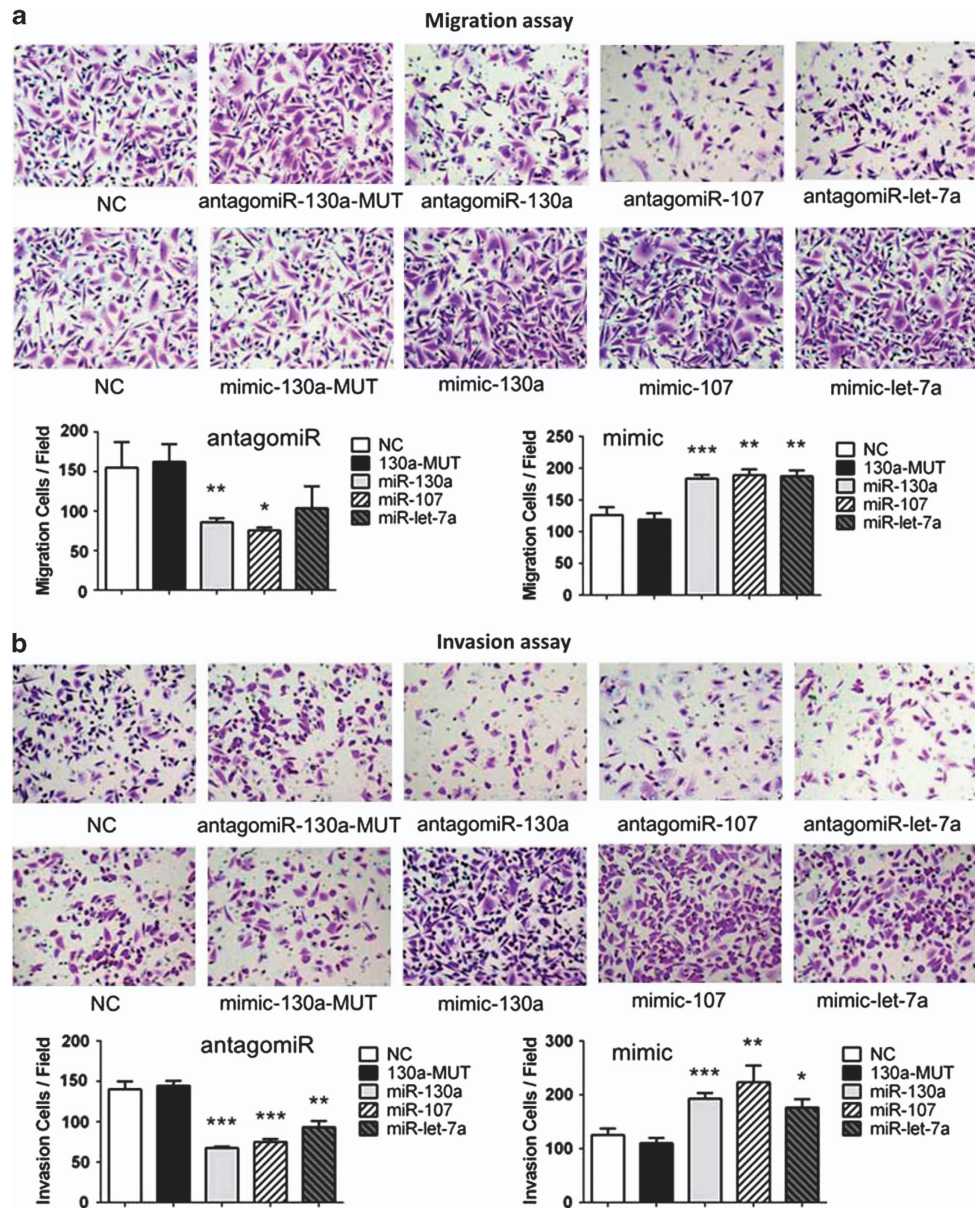 a
Migration assay
NC antagomiR-130a-MUT antagomiR-130a antagomiR-107 antagomiR-let-7a
NC mimic-130a-MUT mimic-130a mimic-107 mimic-let-7a
Migration Cells / Field
200
150
100
50
0
antagomiR
** *
NC
130a-MUT
miR-130a
miR-107
miR-let-7a
Migration Cells / Field
250
200
150
100
50
0
mimic
*** ** **
NC
130a-MUT
miR-130a
miR-107
miR-let-7a
b
Invasion assay
NC antagomiR-130a-MUT antagomiR-130a antagomiR-107 antagomiR-let-7a
NC mimic-130a-MUT mimic-130a mimic-107 mimic-let-7a
Invasion Cells / Field
200
150
100
50
0
antagomiR
*** *** **
NC
130a-MUT
miR-130a
miR-107
miR-let-7a
Invasion Cells / Field
300
200
100
0
mimic
*** ** *
NC
130a-MUT
miR-130a
miR-107
miR-let-7a